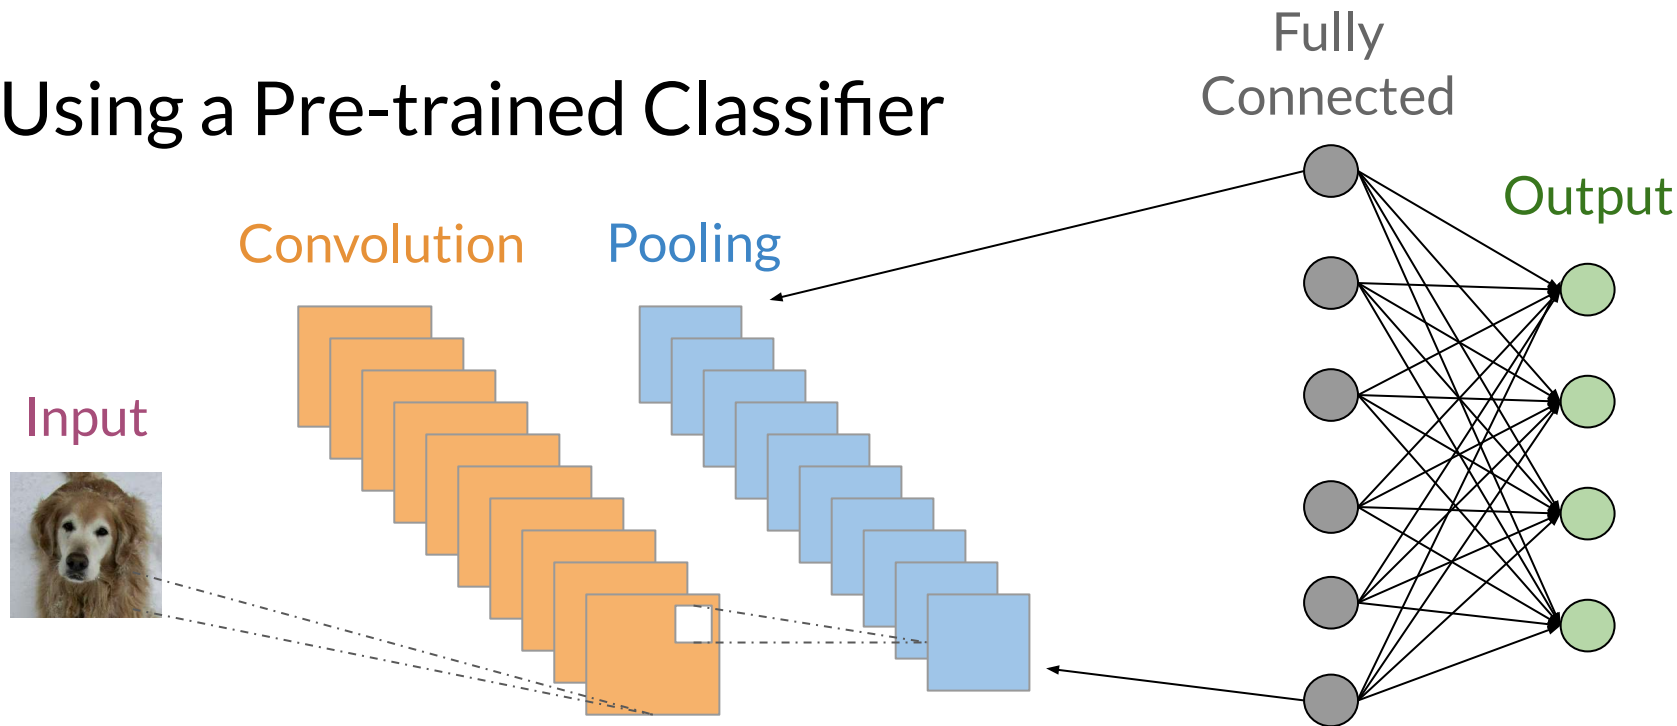 Using a Pre-trained Classifier
Fully
Connected
Output
Convolution
Pooling
Input